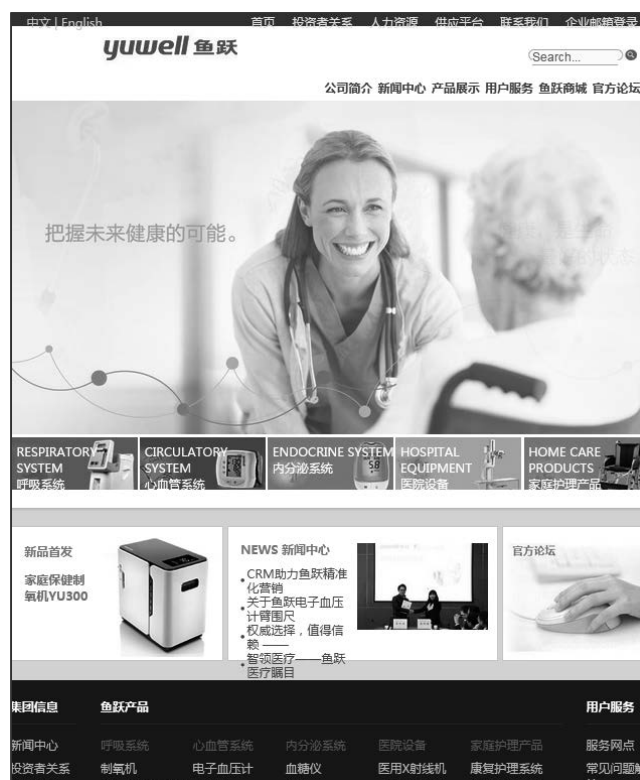 中文 | English
首页 投资者关系 人力资源 供应平台 联系我们 企业邮箱登录
yuwell 鱼跃
Search...
公司简介 新闻中心 产品展示 用户服务 鱼跃商城 官方论坛
把握未来健康的可能。
RESPIRATORY SYSTEM
呼吸系统
CIRCULATORY SYSTEM
心血管系统
ENDOCRINE SYSTEM
内分泌系统
HOSPITAL EQUIPMENT
医院设备
HOME CARE PRODUCTS
家庭护理产品
新品首发
家庭保健制
氧机YU300
NEWS 新闻中心
CRM助力鱼跃精准
化营销
关于鱼跃电子血压
计臂围尺
权威选择，值得信
赖 ——
智领医疗——鱼跃
医疗瞩目
官方论坛
集团信息 鱼跃产品 用户服务
新闻中心 呼吸系统 心血管系统 内分泌系统 医院设备 家庭护理产品 服务网点
投资者关系 制氧机 电子血压计 血糖仪 医用X射线机 康复护理系统 常见问题解